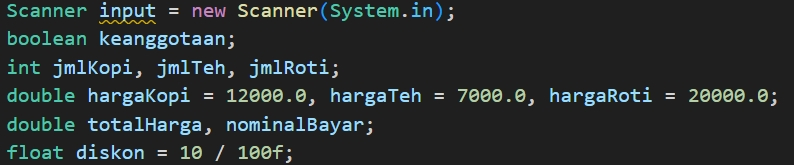 Scanner input = new Scanner(System.in);
boolean keanggotaan;
int jmlKopi, jmlTeh, jmlRoti;
double hargaKopi = 12000.0, hargaTeh = 7000.0, hargaRoti = 20000.0;
double totalHarga, nominalBayar;
float diskon = 10 / 100f;